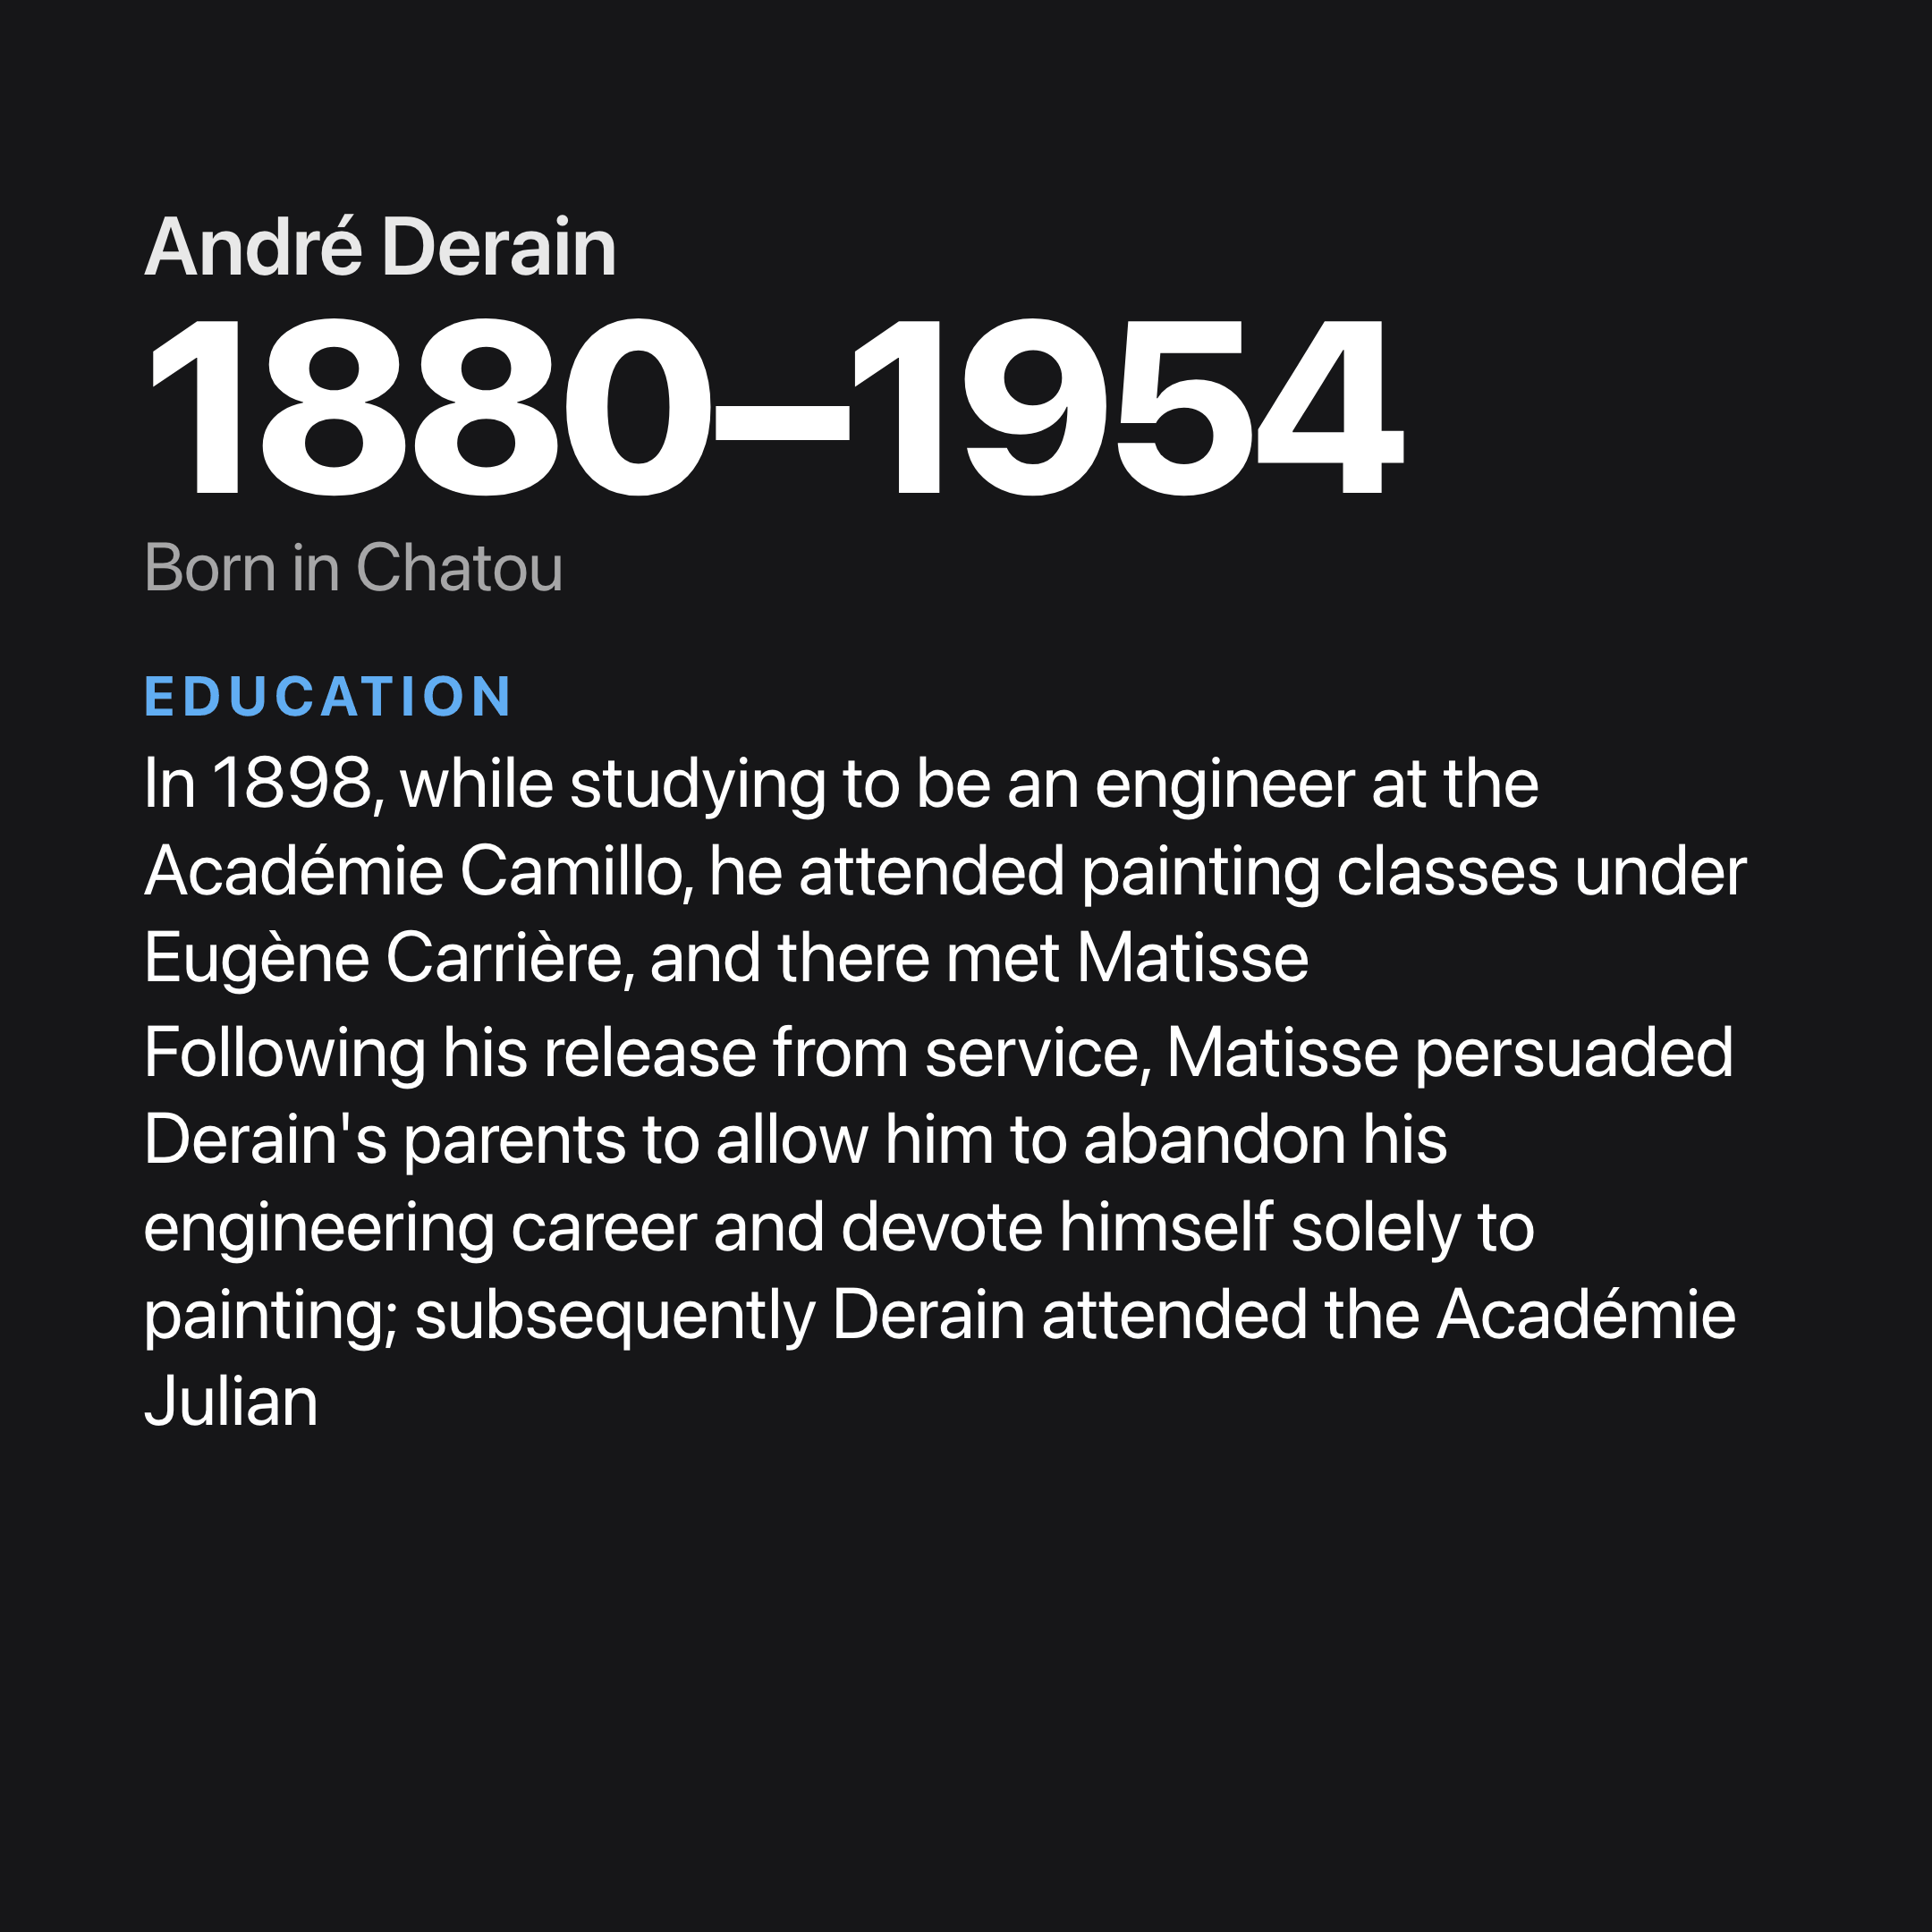 André Derain
1880–1954
Born in Chatou
EDUCATION
In 1898, while studying to be an engineer at the
Académie Camillo, he attended painting classes under
Eugène Carrière, and there met Matisse
Following his release from service, Matisse persuaded
Derain's parents to allow him to abandon his
engineering career and devote himself solely to
painting; subsequently Derain attended the Académie
Julian